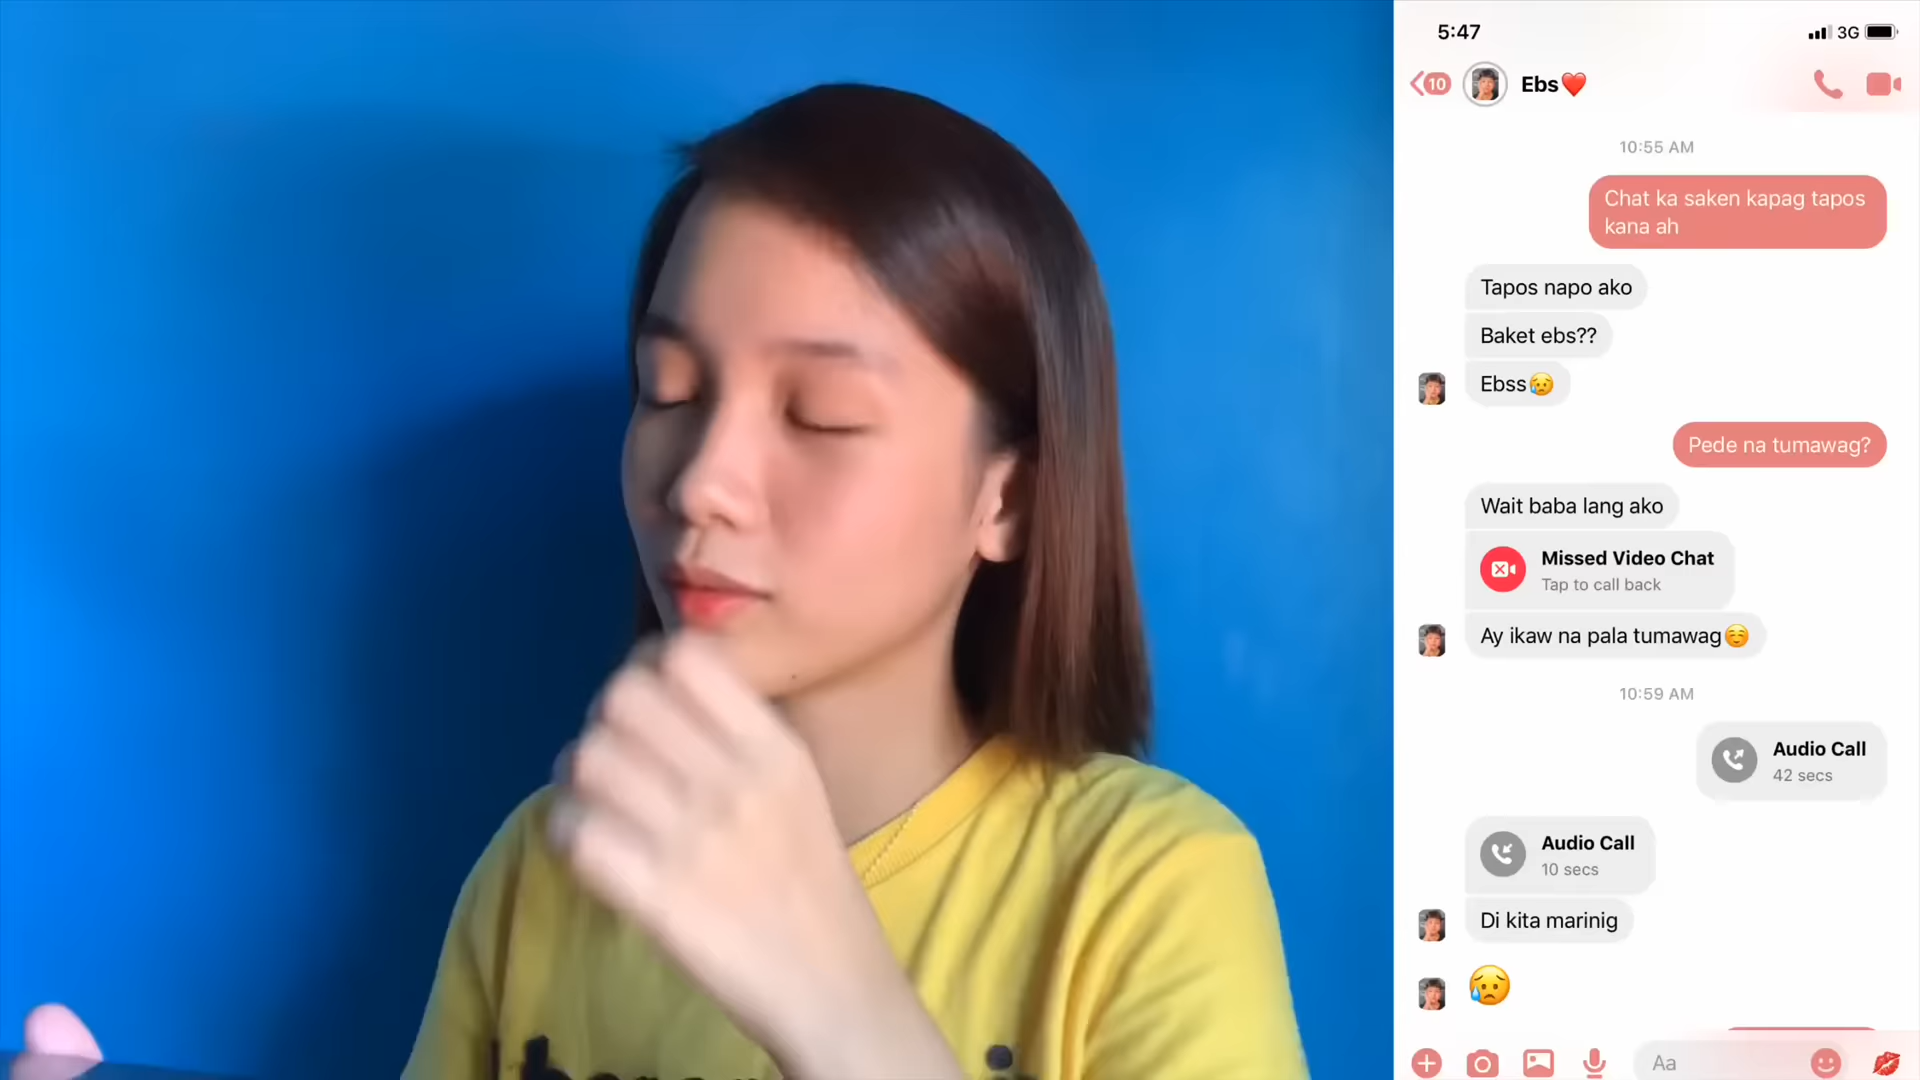 5:47
3G
10
Ebs❤️
10:55 AM
Chat ka saken kapag tapos
kana ah
Tapos napo ako
Baket ebs??
Ebss😥
Pede na tumawag?
Wait baba lang ako
Missed Video Chat
Tap to call back
Ay ikaw na pala tumawag☺️
10:59 AM
Audio Call
42 secs
Audio Call
10 secs
Di kita marinig
😥
Aa